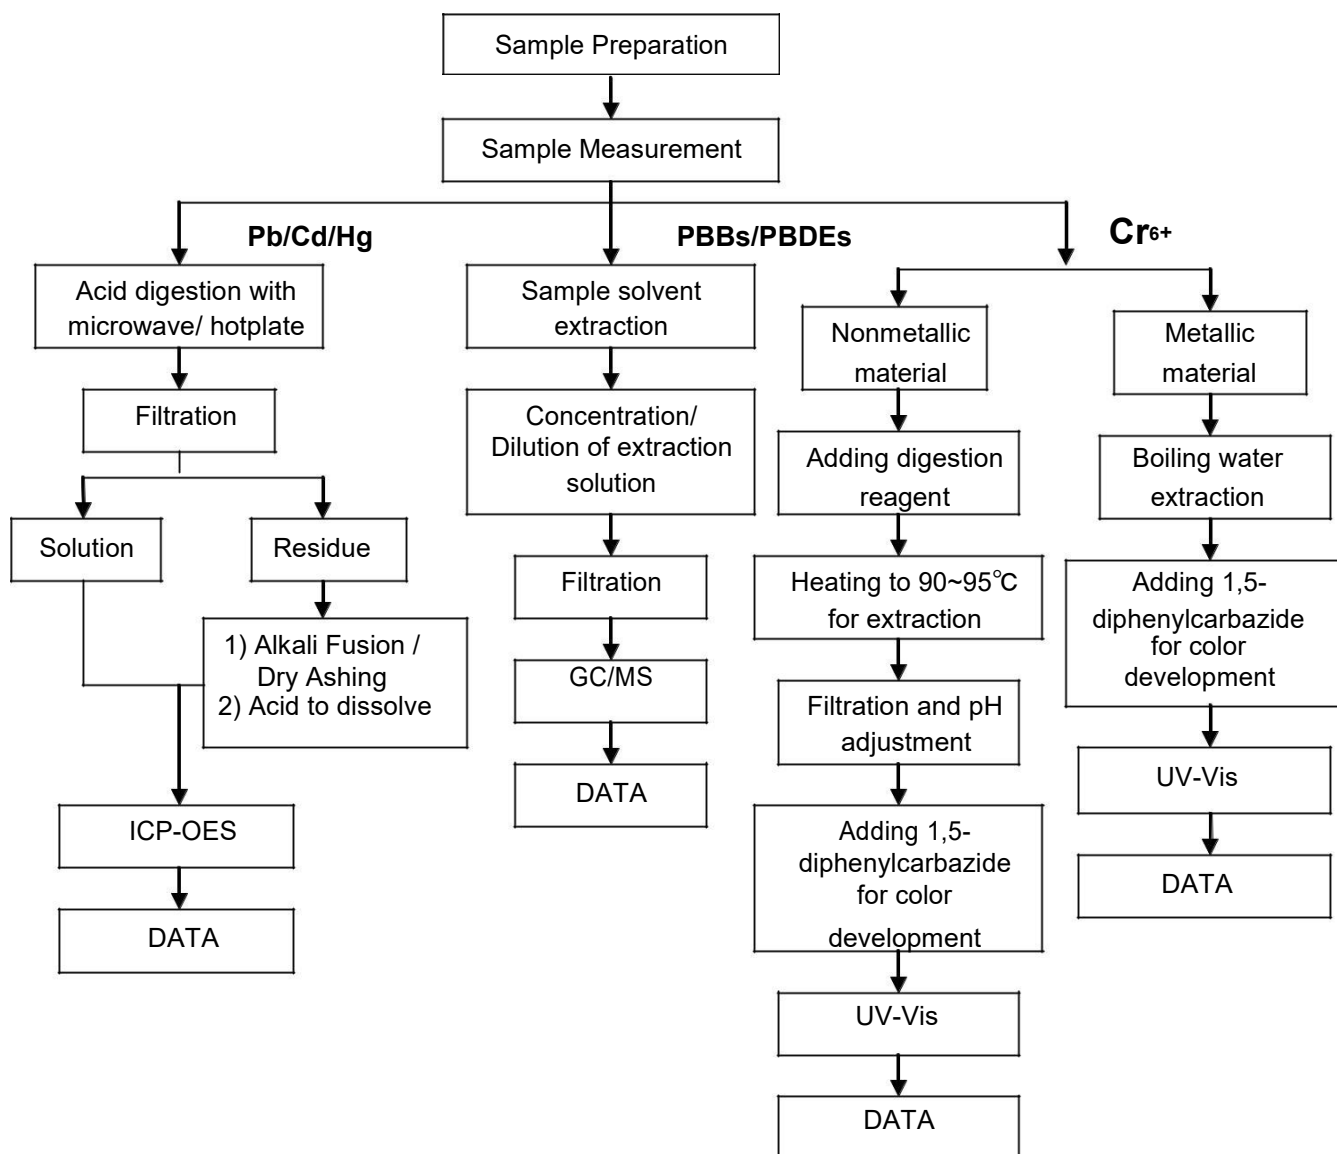 Sample Preparation
Sample Measurement
Pb/Cd/Hg
PBBs/PBDEs
Cr6+
Acid digestion with
microwave/ hotplate
Filtration
Solution
Residue
1) Alkali Fusion /
Dry Ashing
2) Acid to dissolve
ICP-OES
DATA
Sample solvent
extraction
Concentration/
Dilution of extraction
solution
Filtration
GC/MS
DATA
Nonmetallic
material
Adding digestion
reagent
Heating to 90~95℃
for extraction
Filtration and pH
adjustment
Adding 1,5-
diphenylcarbazide
for color
development
UV-Vis
DATA
Metallic
material
Boiling water
extraction
Adding 1,5-
diphenylcarbazide
for color
development
UV-Vis
DATA